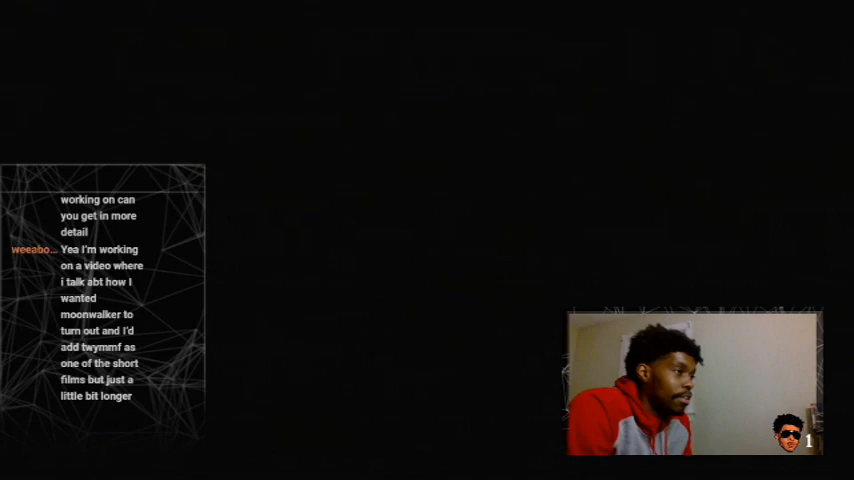 working on can
you get in more
detail
weeabo... Yea I'm working
on a video where
i talk abt how I
wanted
moonwalker to
turn out and I'd
add twymmf as
one of the short
films but just a
little bit longer
1